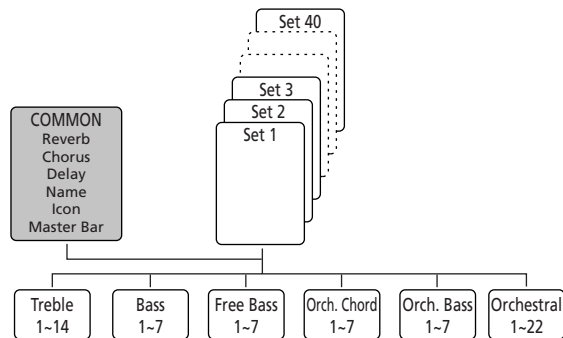 Set 40
Set 3
Set 2
Set 1
COMMON
Reverb
Chorus
Delay
Name
Icon
Master Bar
Treble
1~14
Bass
1~7
Free Bass
1~7
Orch. Chord
1~7
Orch. Bass
1~7
Orchestral
1~22